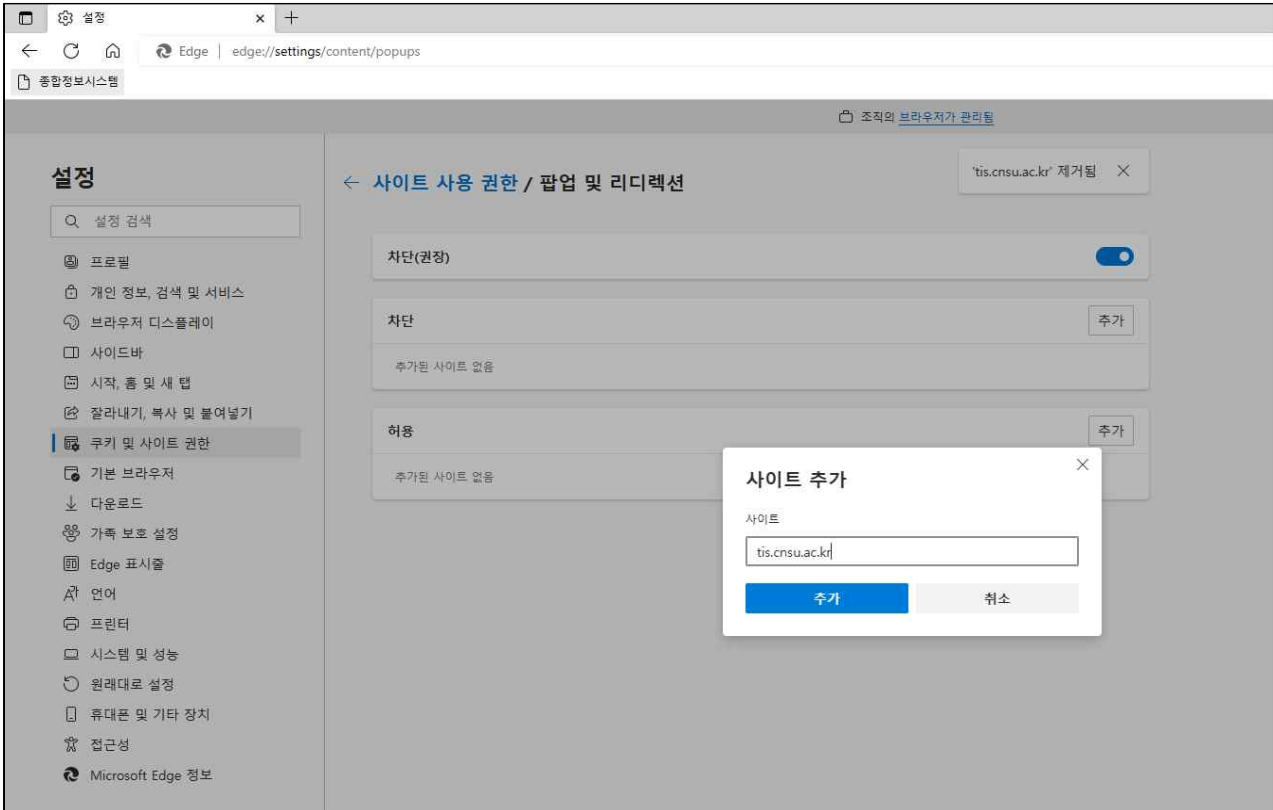 설정
Edge edge://settings/content/popups
종합정보시스템
조직의 브라우저가 관리됨
설정
설정 검색
프로필
개인 정보, 검색 및 서비스
브라우저 디스플레이
사이드바
시작, 홈 및 새 탭
잘라내기, 복사 및 붙여넣기
쿠키 및 사이트 권한
기본 브라우저
다운로드
가족 보호 설정
Edge 표시줄
언어
프린터
시스템 및 성능
원래대로 설정
휴대폰 및 기타 장치
접근성
Microsoft Edge 정보
사이트 사용 권한 / 팝업 및 리디렉션
'tis.cnsu.ac.kr' 제거됨
차단(권장)
차단 추가
추가된 사이트 없음
허용 추가
추가된 사이트 없음
사이트 추가
사이트
tis.cnsu.ac.kr
추가 취소